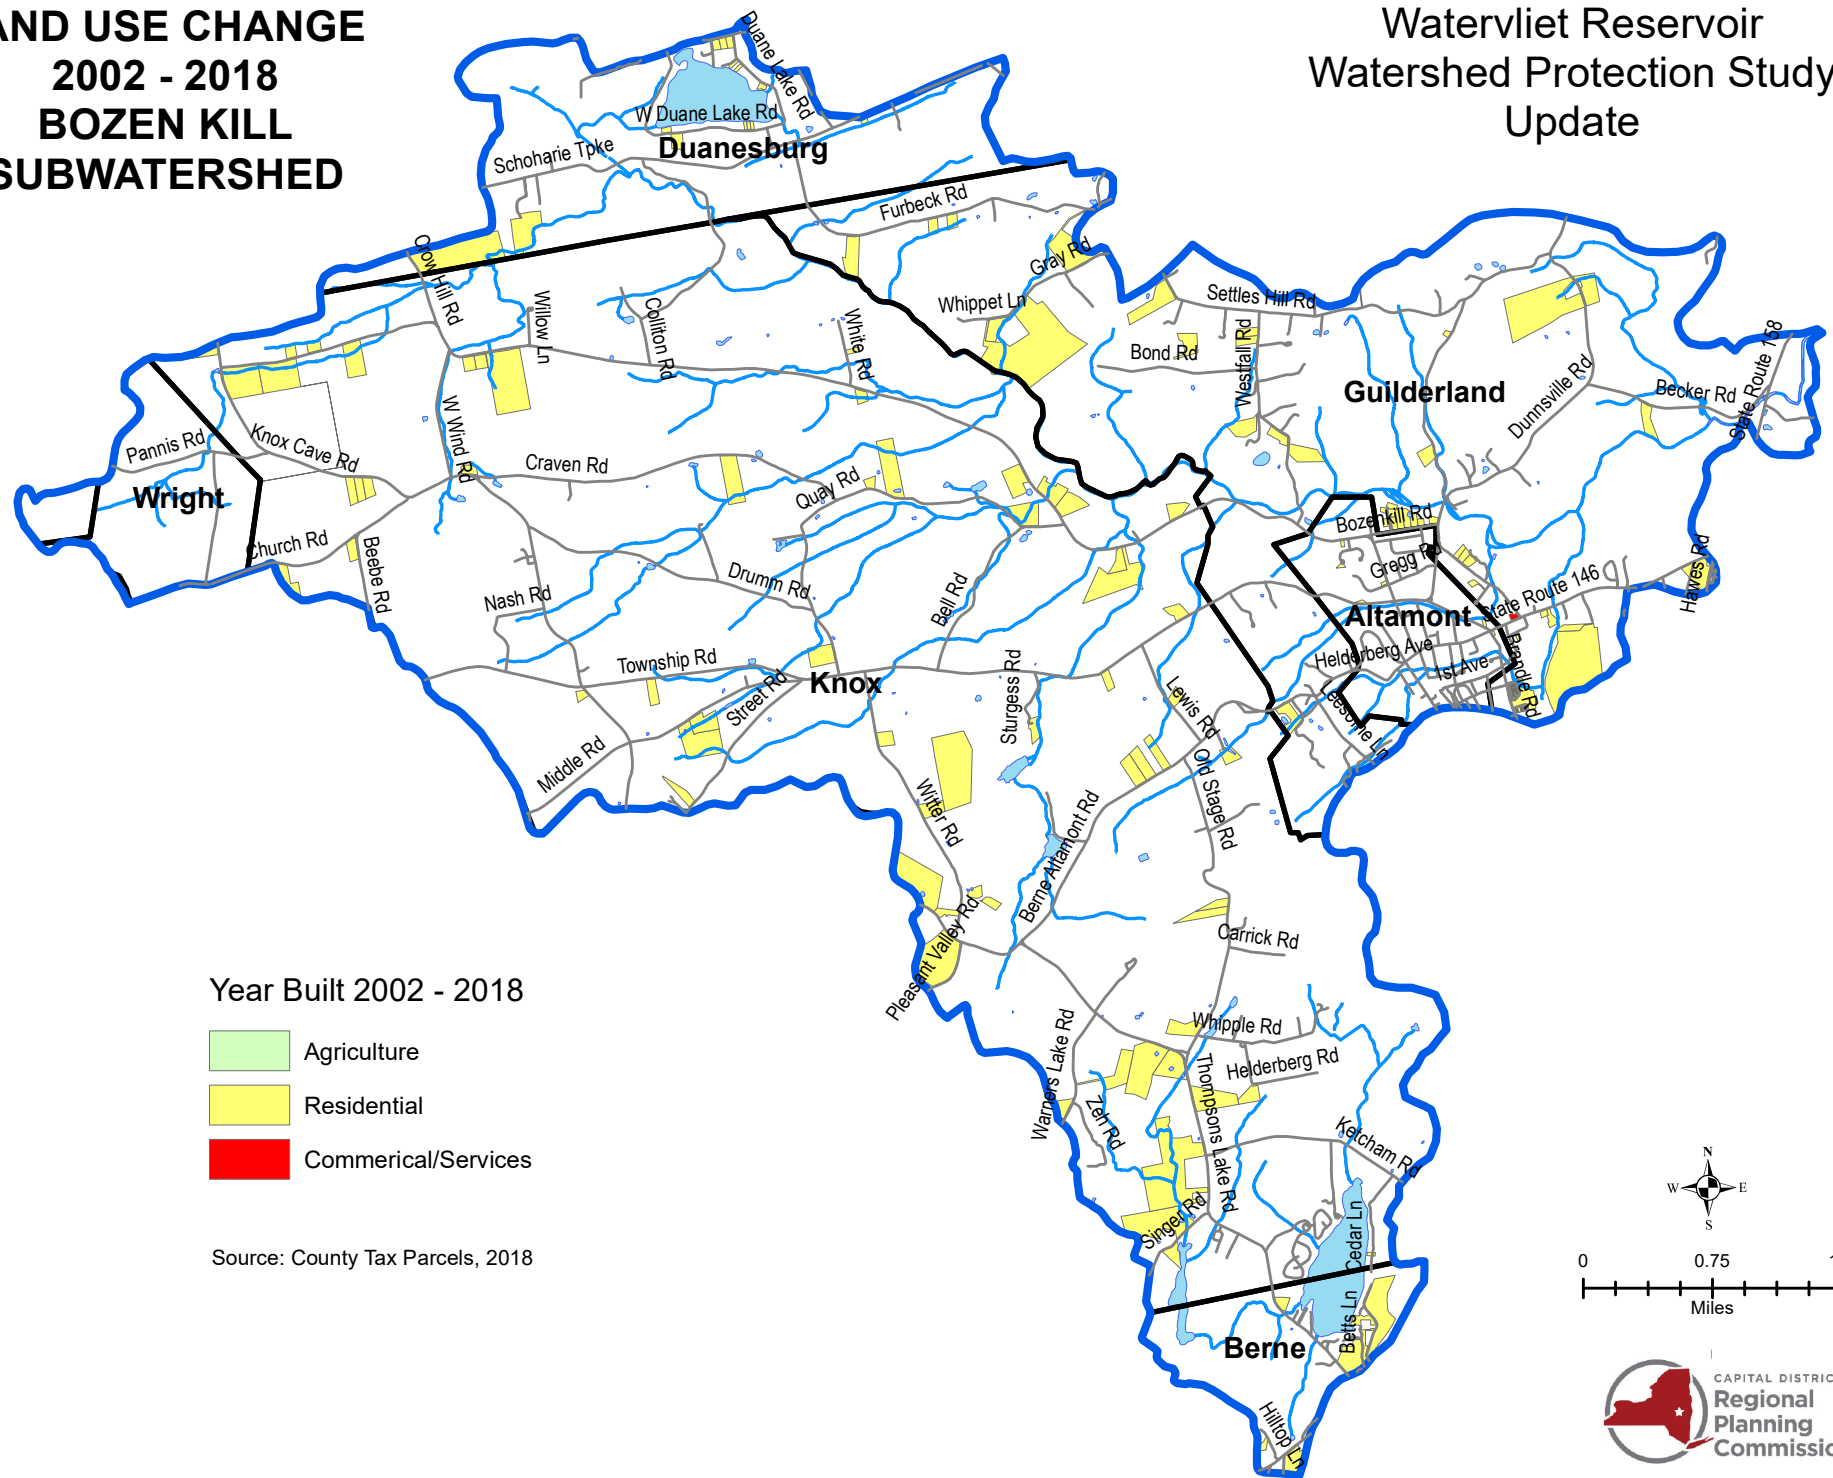 AND USE CHANGE
2002 - 2018
BOZEN KILL
SUBWATERSHED
Watervliet Reservoir
Watershed Protection Study
Update
Duane Lake Rd
W Duane Lake Rd
Duanesburg
Schoharie Tpke
Furbeck Rd
Gray Rd
Crow Hill Rd
Willow Ln
Colliton Rd
White Rd
Whippet Ln
Settles Hill Rd
Bond Rd
Westfall Rd
Guilderland
Dunnsville Rd
Becker Rd
State Route 158
Pannis Rd
Knox Cave Rd
W Wind Rd
Craven Rd
Quay Rd
Wright
Church Rd
Beebe Rd
Nash Rd
Drumm Rd
Bell Rd
Bozenkill Rd
Gregg Rd
Altamont
State Route 146
Hawes Rd
Helderberg Ave
1st Ave
Brandle Rd
Leesome Ln
Township Rd
Street Rd
Knox
Middle Rd
Sturgess Rd
Lewis Rd
Old Stage Rd
Witter Rd
Berne Altamont Rd
Pleasant Valley Rd
Carrick Rd
Whipple Rd
Helderberg Rd
Warners Lake Rd
Zeh Rd
Thompsons Lake Rd
Ketcham Rd
Singer Rd
Cedar Ln
Betts Ln
Berne
Hilltop Ln
Year Built 2002 - 2018
Agriculture
Residential
Commerical/Services
Source: County Tax Parcels, 2018
N
W E
S
0 0.75 1
Miles
CAPITAL DISTRIC
Regional
Planning
Commissio